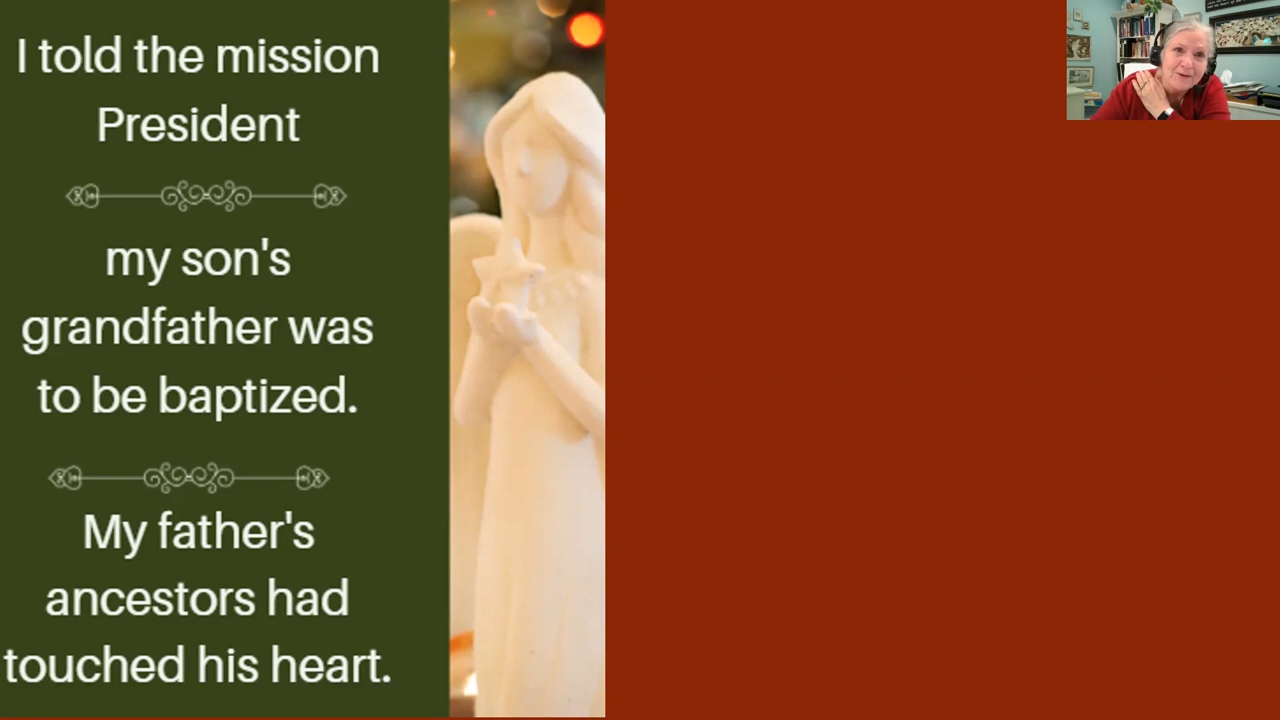 I told the mission
President
my son's
grandfather was
to be baptized.
My father's
ancestors had
touched his heart.